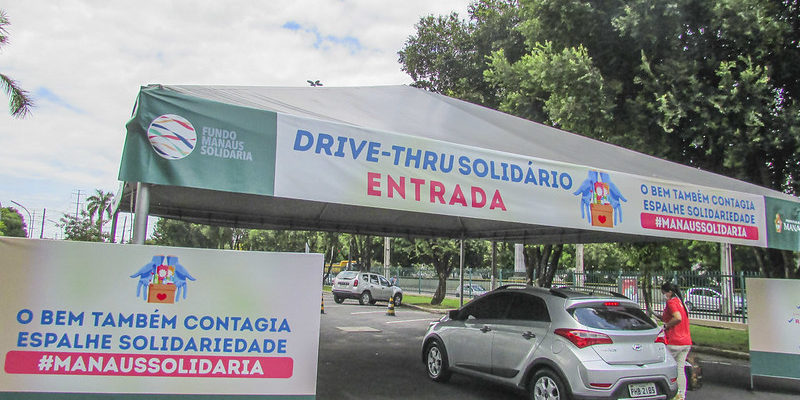 FUNDO
MANAUS
SOLIDÁRIA
DRIVE-THRU SOLIDÁRIO
ENTRADA
O BEM TAMBÉM CONTAGIA
ESPALHE SOLIDARIEDADE
#MANAUSSOLIDARIA
O BEM TAMBÉM CONTAGIA
ESPALHE SOLIDARIEDADE
#MANAUSSOLIDARIA